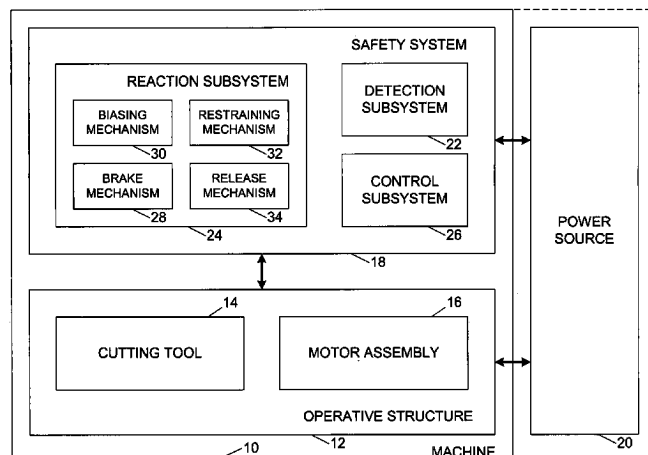 SAFETY SYSTEM
REACTION SUBSYSTEM
BIASING
MECHANISM
30
RESTRAINING
MECHANISM
32
BRAKE
MECHANISM
28
RELEASE
MECHANISM
34
24
DETECTION
SUBSYSTEM
22
CONTROL
SUBSYSTEM
26
18
POWER
SOURCE
14
CUTTING TOOL
16
MOTOR ASSEMBLY
OPERATIVE STRUCTURE
12
10
MACHINE
20